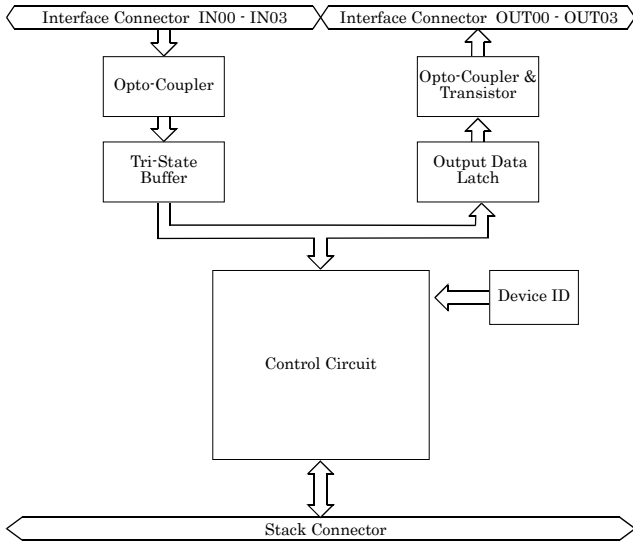 Interface Connector IN00 - IN03
Interface Connector OUT00 - OUT03
Opto-Coupler
Opto-Coupler &
Transistor
Tri-State
Buffer
Output Data
Latch
Device ID
Control Circuit
Stack Connector